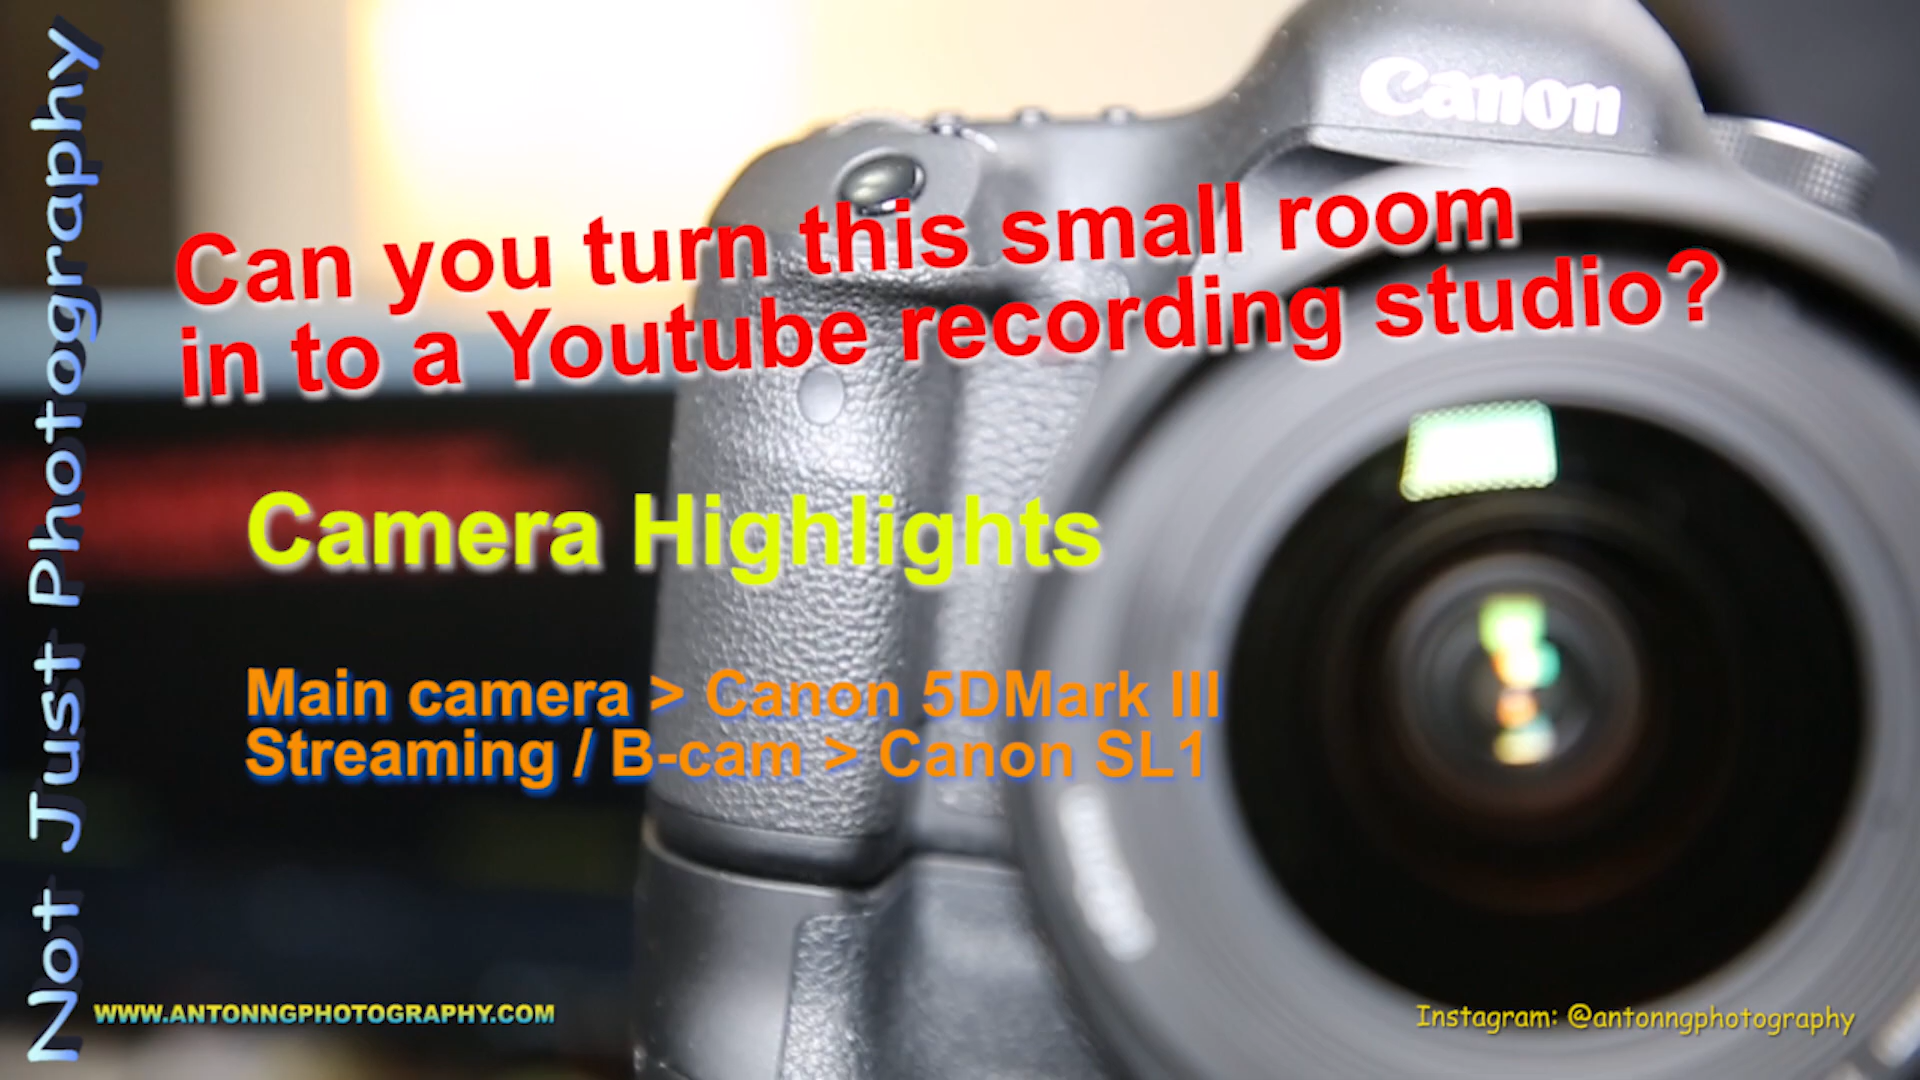 Not Just Photography
Canon
Can you turn this small room
in to a Youtube recording studio?
Camera Highlights
Main camera > Canon 5DMark III
Streaming / B-cam > Canon SL1
WWW.ANTONNGPHOTOGRAPHY.COM
Instagram: @antonngphotography